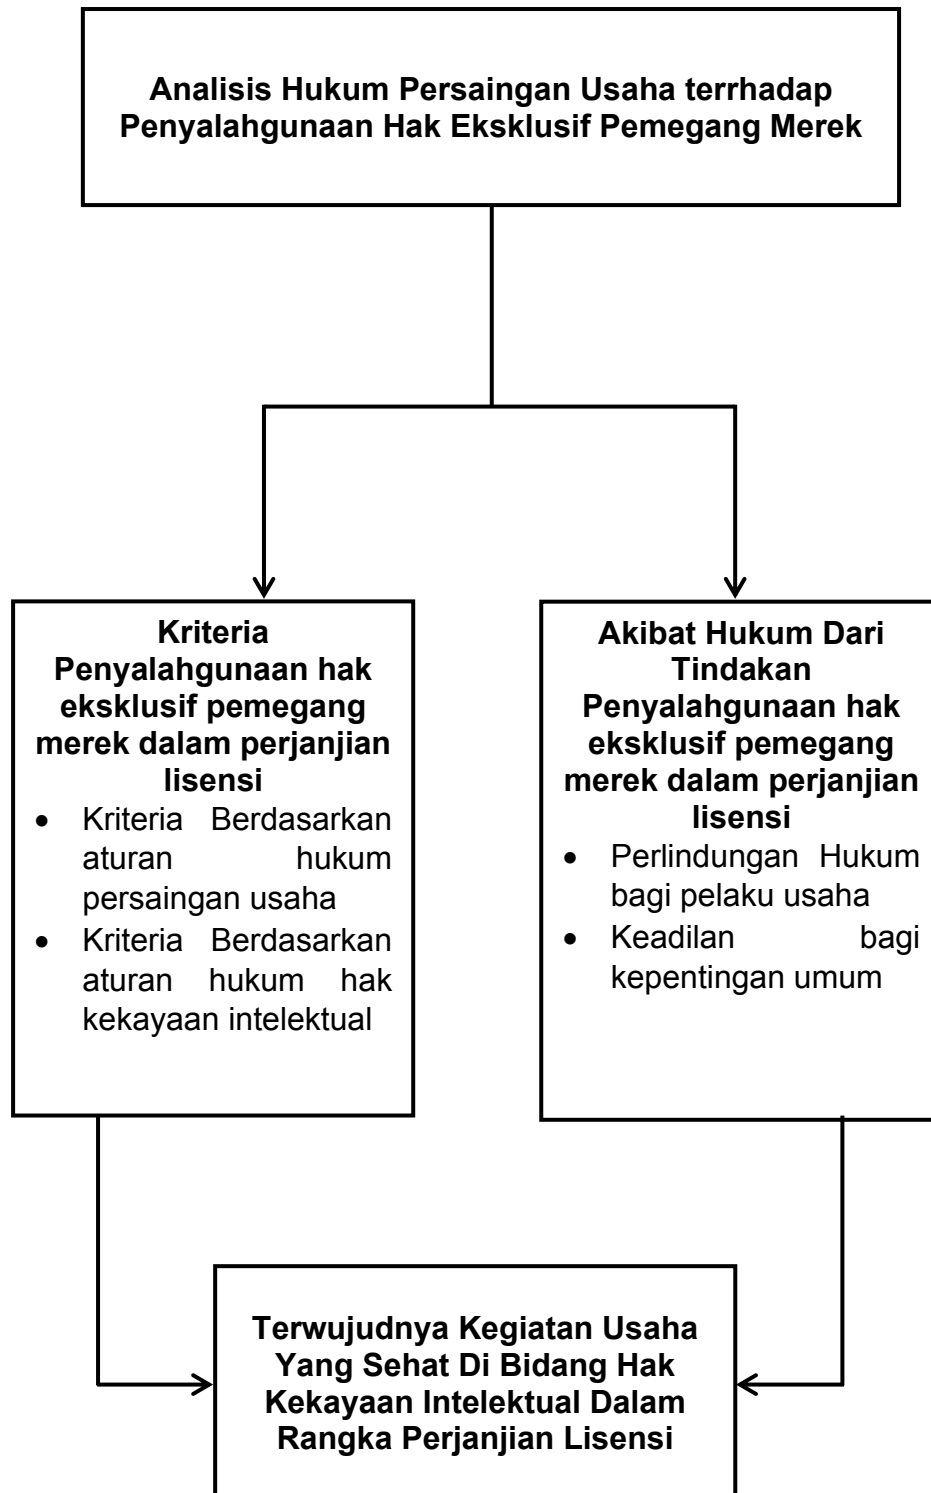 Analisis Hukum Persaingan Usaha terrhadap
Penyalahgunaan Hak Eksklusif Pemegang Merek
Kriteria
Penyalahgunaan hak
eksklusif pemegang
merek dalam perjanjian
lisensi
• Kriteria Berdasarkan
aturan hukum
persaingan usaha
• Kriteria Berdasarkan
aturan hukum hak
kekayaan intelektual
Akibat Hukum Dari
Tindakan
Penyalahgunaan hak
eksklusif pemegang
merek dalam perjanjian
lisensi
• Perlindungan Hukum
bagi pelaku usaha
• Keadilan bagi
kepentingan umum
Terwujudnya Kegiatan Usaha
Yang Sehat Di Bidang Hak
Kekayaan Intelektual Dalam
Rangka Perjanjian Lisensi